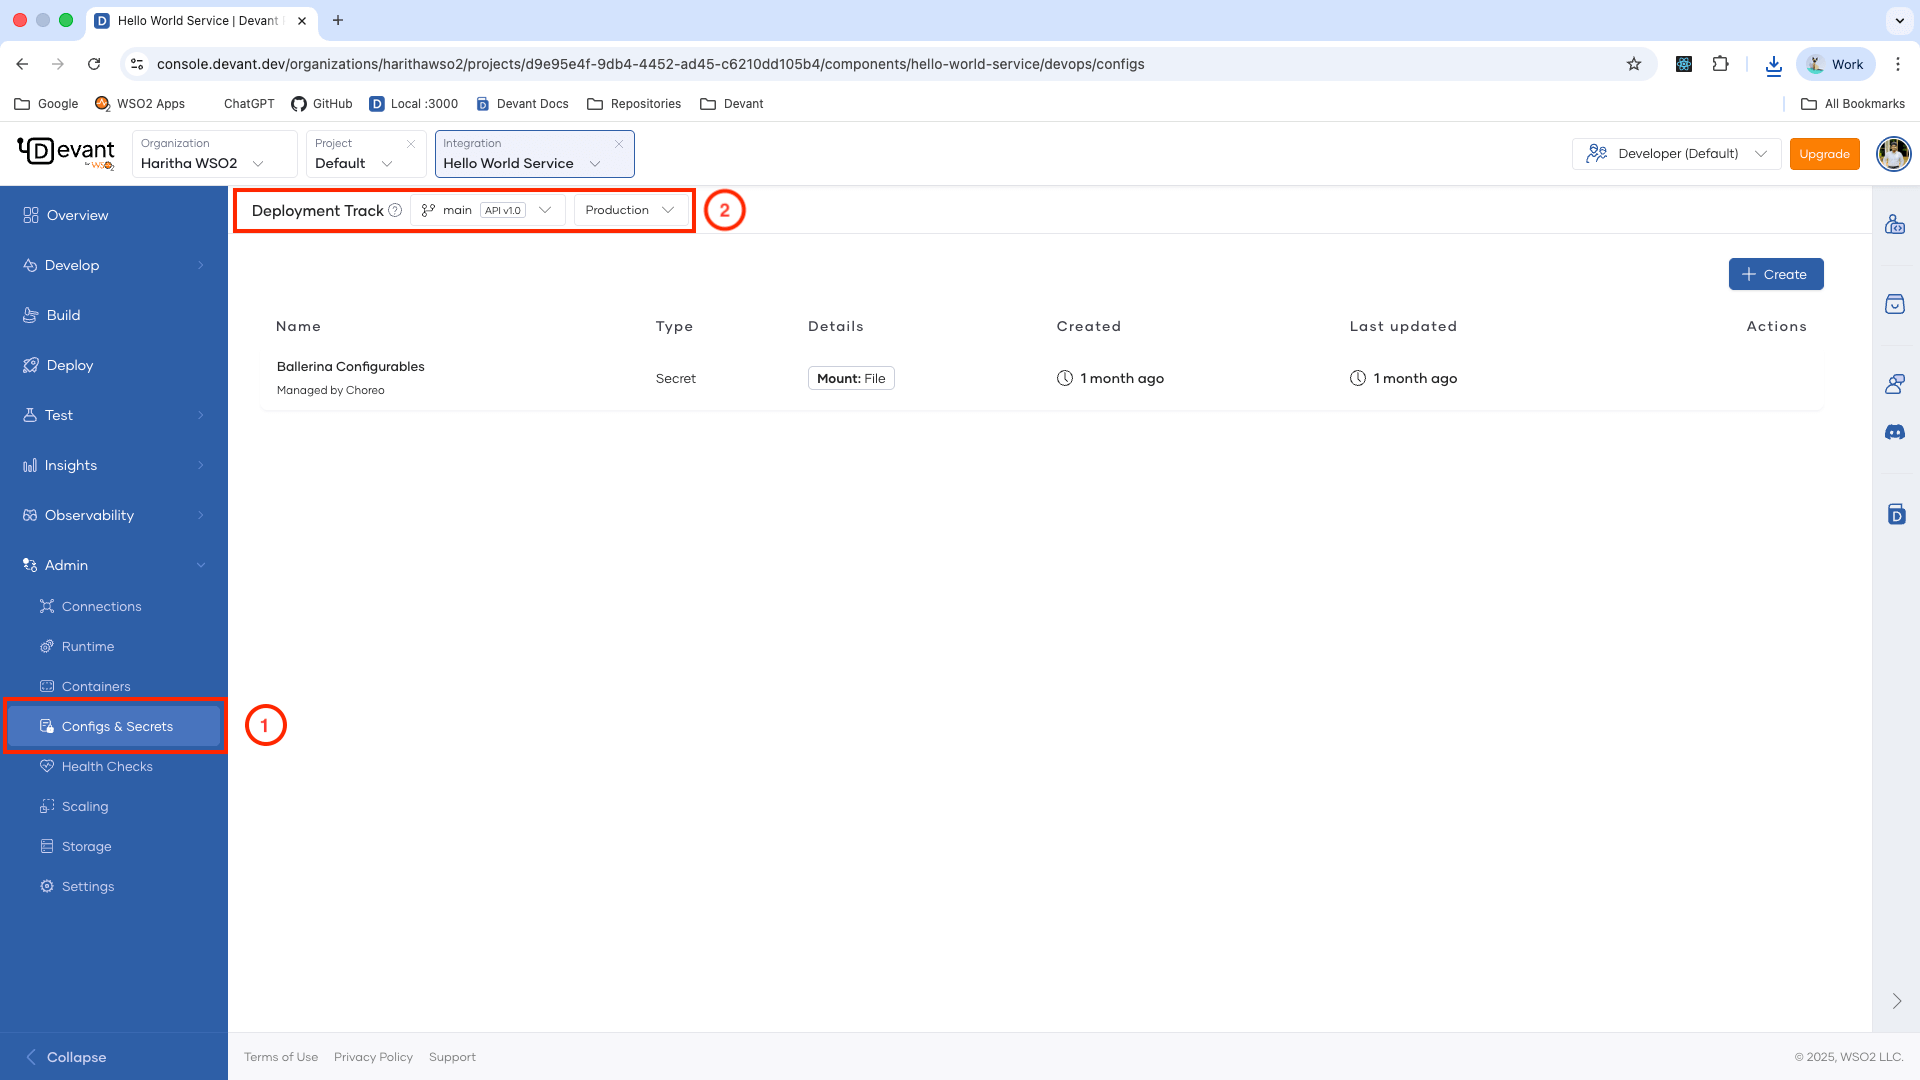 Hello World Service | Devant
console.devant.dev/organizations/harithawso2/projects/d9e95e4f-9db4-4452-ad45-c6210dd105b4/components/hello-world-service/devops/configs
Work
Google
WSO2 Apps
ChatGPT
GitHub
Local :3000
Devant Docs
Repositories
Devant
All Bookmarks
Devant
by WSO2
Organization
Haritha WSO2
Project
Default
Integration
Hello World Service
Developer (Default)
Upgrade
Overview
Develop
Build
Deploy
Test
Insights
Observability
Admin
Connections
Runtime
Containers
Configs & Secrets
Health Checks
Scaling
Storage
Settings
Collapse
1
Deployment Track ?
main API v1.0
Production
2
+ Create
Name Type Details Created Last updated Actions
Ballerina Configurables
Managed by Choreo
Secret
Mount: File
1 month ago
1 month ago
Terms of Use Privacy Policy Support
© 2025, WSO2 LLC.